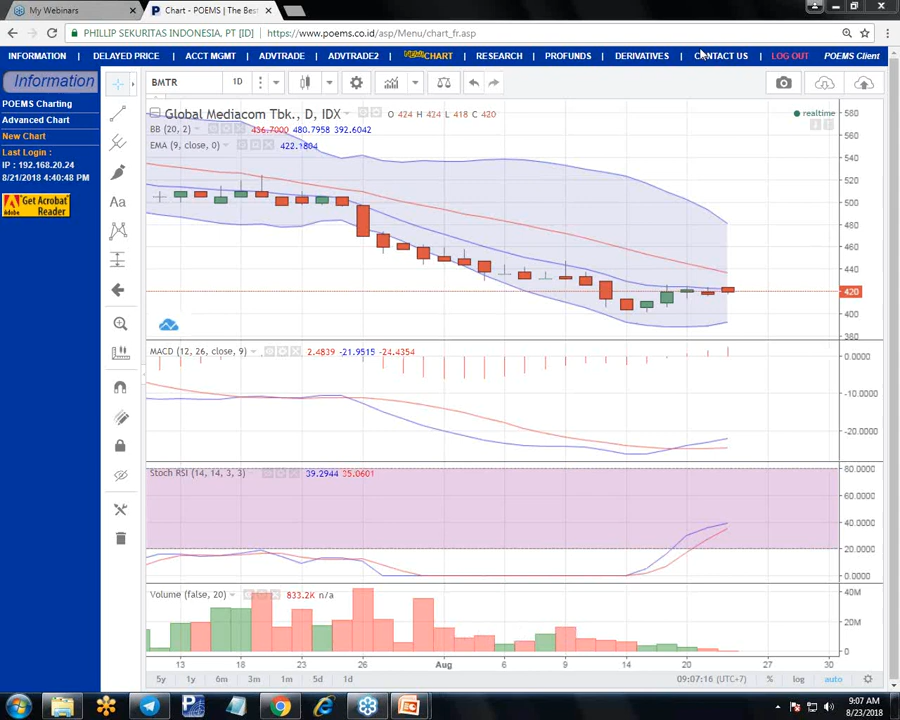 My Webinars
Chart - POEMS | The Bes
PHILLIP SEKURITAS INDONESIA, PT [ID] https://www.poems.co.id/asp/Menu/chart_fr.asp
INFORMATION | DELAYED PRICE | ACCT MGMT | ADVTRADE | ADVTRADE2 | CHART | RESEARCH | PROFUNDS | DERIVATIVES | CONTACT US | LOG OUT POEMS Client
Information
POEMS Charting
Advanced Chart
New Chart
Last Login :
IP : 192.168.20.24
8/21/2018 4:40:48 PM
Get Acrobat
Reader
Aa
BMTR 1D
Global Mediacom Tbk., D, IDX O 424 H 424 L 418 C 420
realtime
BB (20, 2) 436.7000 480.7958 392.6042
EMA (9, close, 0) 422.1804
580
560
540
520
500
480
460
440
420
400
380
MACD (12, 26, close, 9) 2.4839 -21.9515 -24.4354
0.0000
-10.0000
-20.0000
Stoch RSI (14, 14, 3, 3) 39.2944 35.0601
80.0000
60.0000
40.0000
20.0000
0.0000
Volume (false, 20) 833.2K n/a
40M
20M
0
13 18 23 26 Aug 6 9 14 20 27 30
5y 1y 6m 3m 1m 5d 1d 09:07:16 (UTC+7) % log auto
9:07 AM
8/23/2018